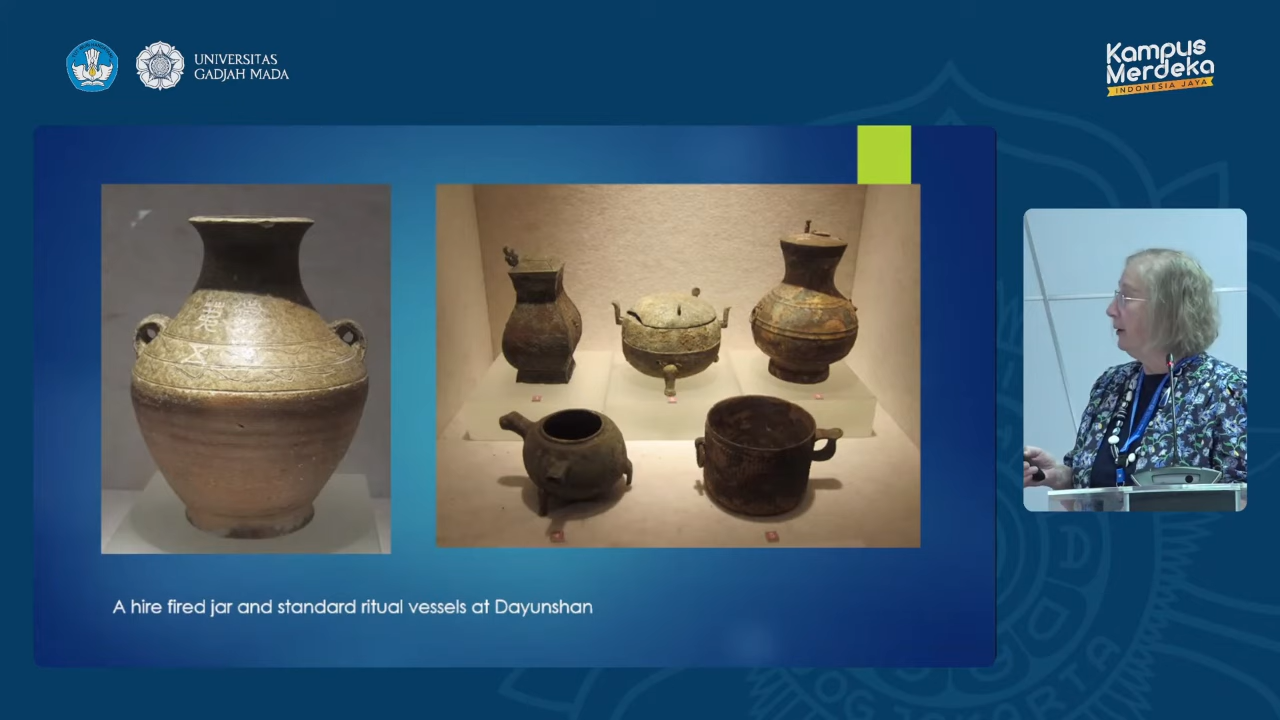 UNIVERSITAS
GADJAH MADA
Kampus
Merdeka
INDONESIA JAYA
A hire fired jar and standard ritual vessels at Dayunshan